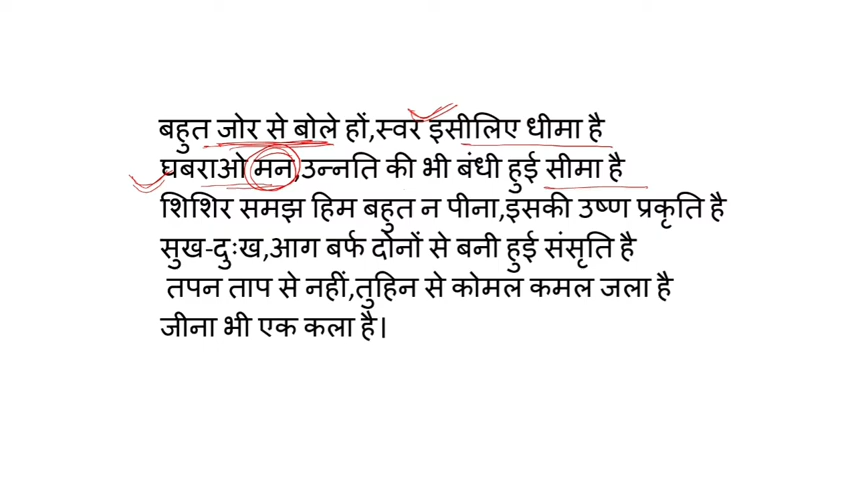 बहुत जोर से बोले हों,स्वर इसीलिए धीमा है
घबराओ मन,उन्नति की भी बंधी हुई सीमा है
शिशिर समझ हिम बहुत न पीना,इसकी उष्ण प्रकृति है
सुख-दुःख,आग बर्फ दोनों से बनी हुई संसृति है
तपन ताप से नहीं,तुहिन से कोमल कमल जला है
जीना भी एक कला है।